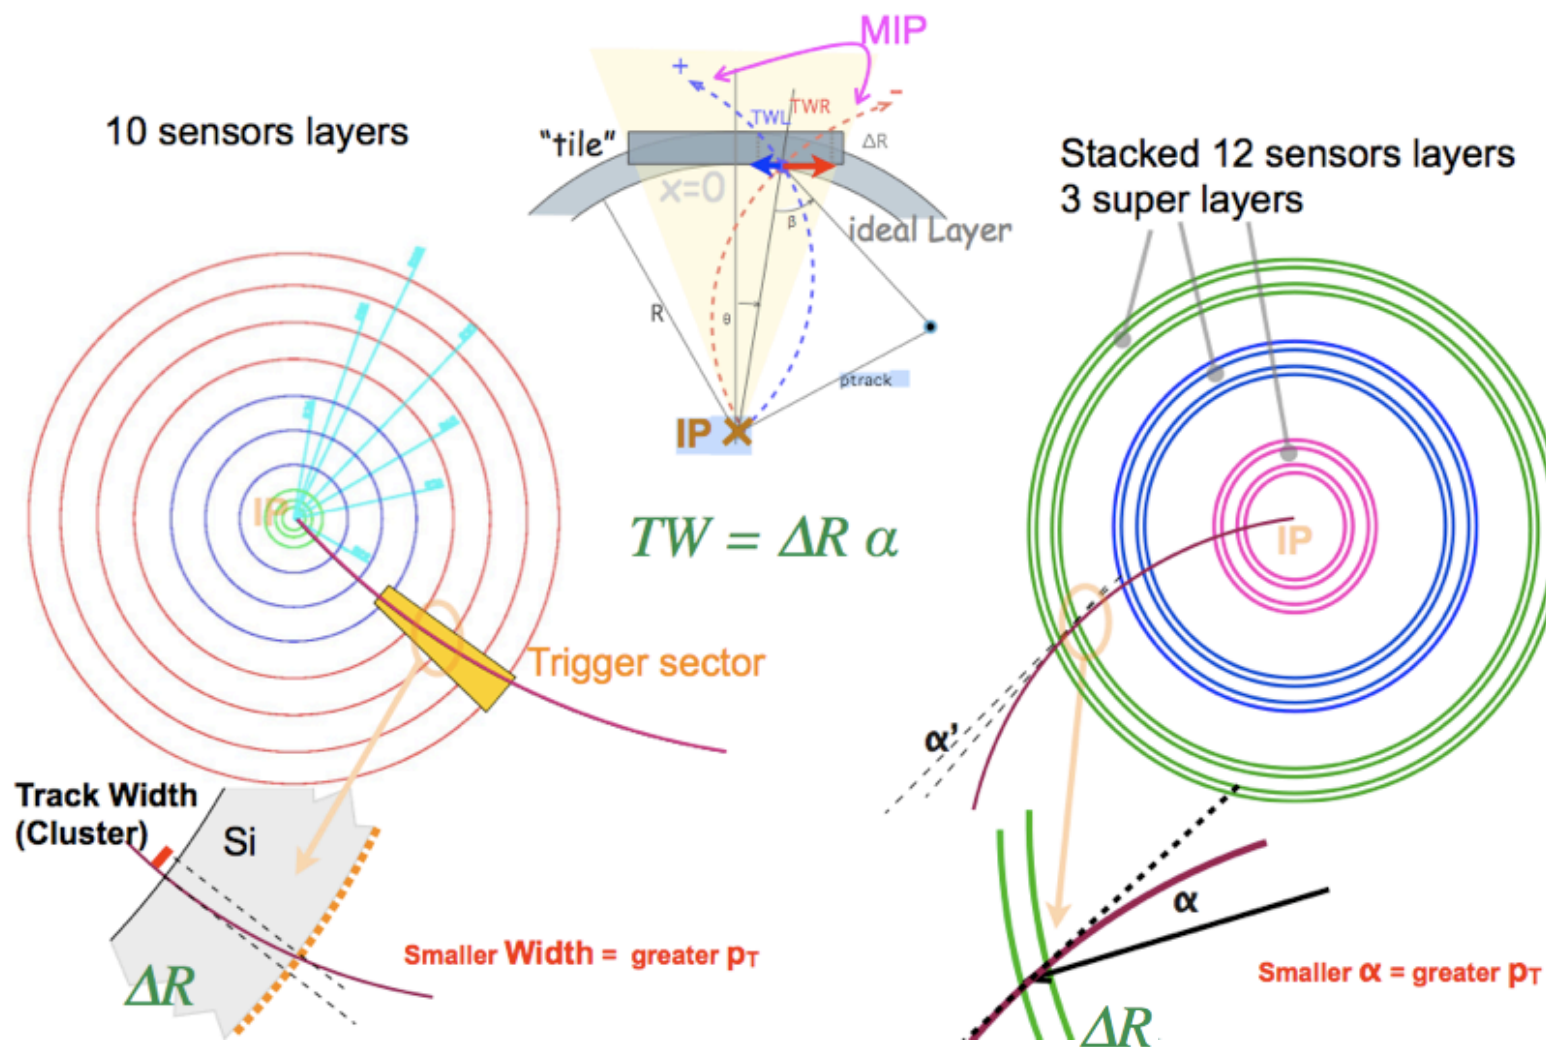 MIP
+
-
TWL
TWR
10 sensors layers
“tile”
ΔR
x=0
Stacked 12 sensors layers
3 super layers
β
ideal Layer
R
θ
ptrack
IP
IP
TW = ΔR α
IP
Trigger sector
α’
Track Width
(Cluster)
Si
α
Smaller Width = greater pT
Smaller α = greater pT
ΔR
ΔR